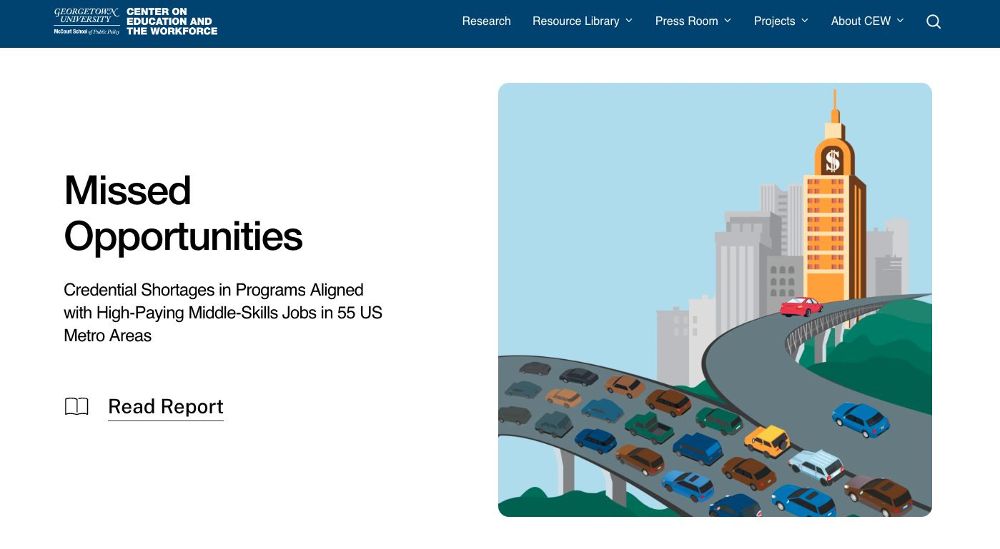 GEORGETOWN
UNIVERSITY
McCourt School of Public Policy
CENTER ON
EDUCATION AND
THE WORKFORCE
Research
Resource Library
Press Room
Projects
About CEW
Missed
Opportunities
Credential Shortages in Programs Aligned
with High-Paying Middle-Skills Jobs in 55 US
Metro Areas
Read Report
$